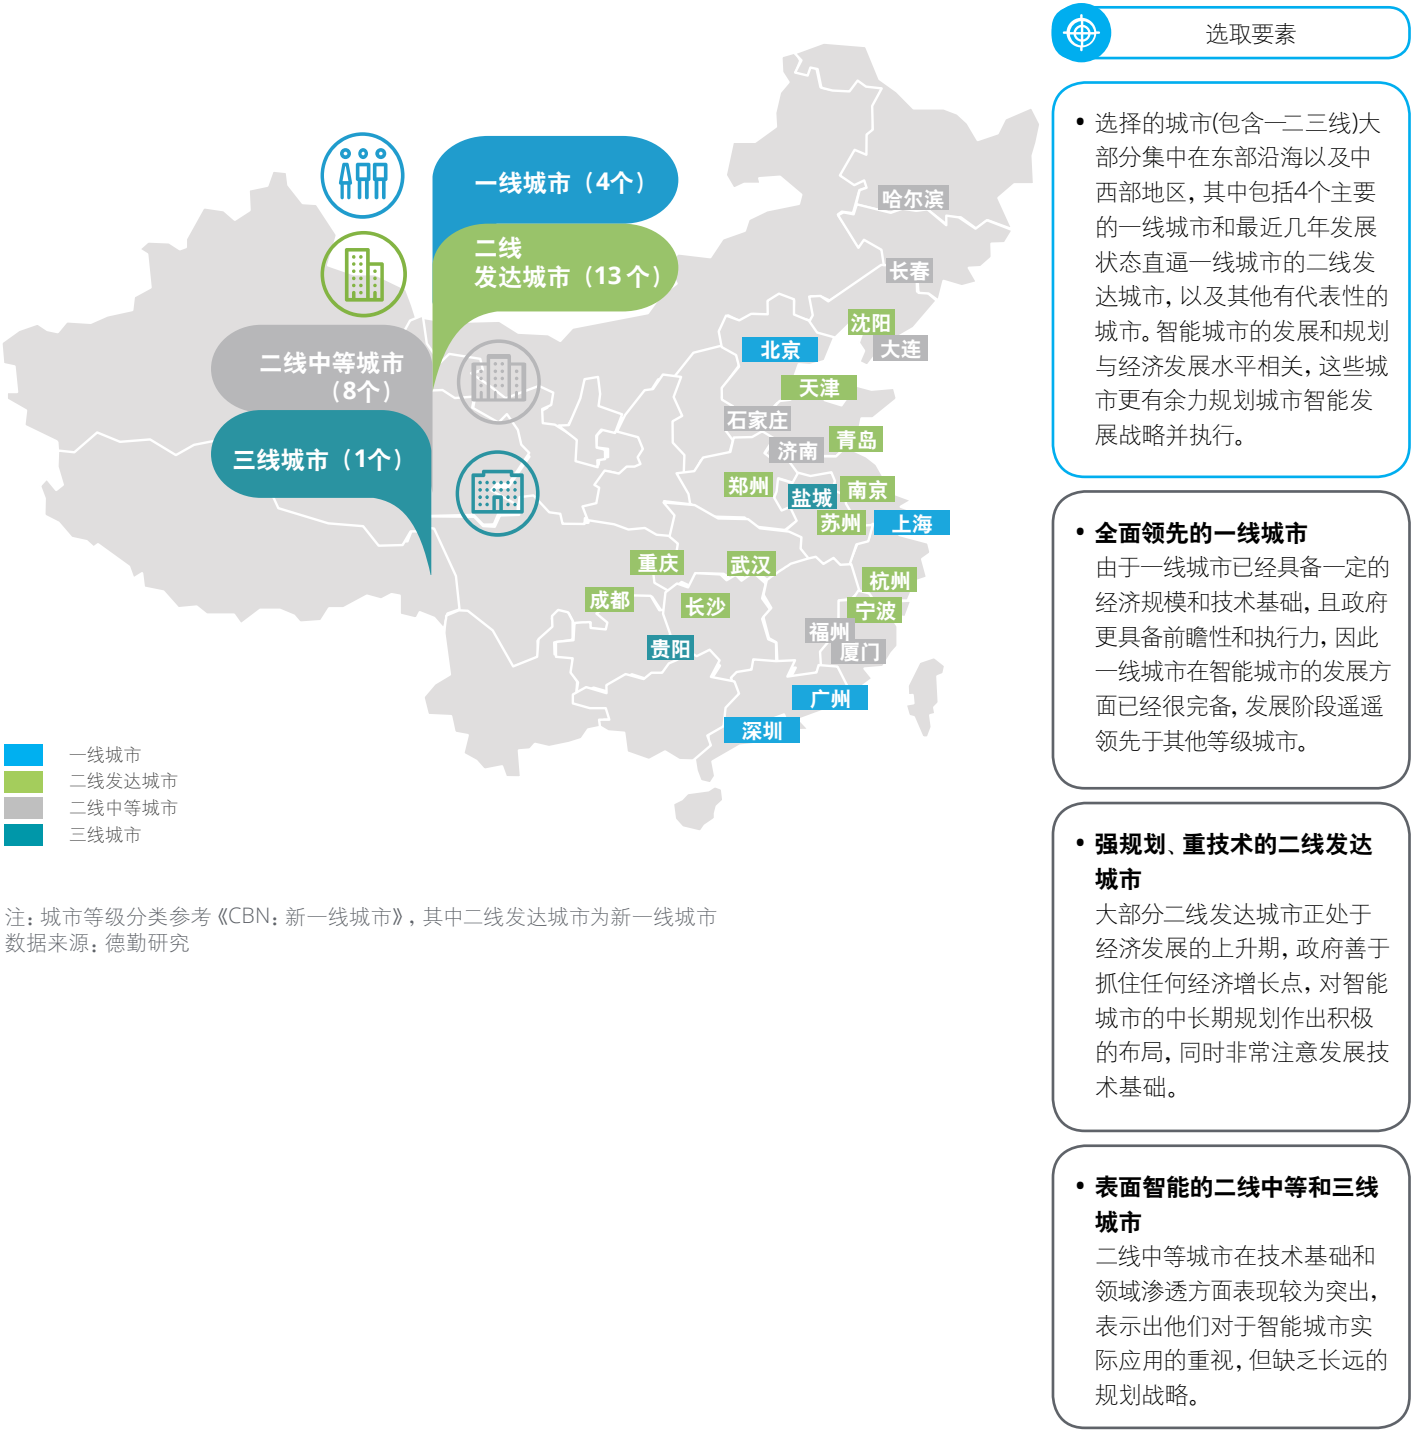 一线城市（4个）
二线
发达城市（13 个）
二线中等城市
（8个）
三线城市（1个）
哈尔滨
长春
沈阳
大连
北京
天津
石家庄
青岛
济南
郑州
盐城
南京
苏州
上海
重庆
武汉
杭州
成都
长沙
宁波
福州
贵阳
厦门
广州
深圳
一线城市
二线发达城市
二线中等城市
三线城市
注：城市等级分类参考《CBN：新一线城市》，其中二线发达城市为新一线城市
数据来源：德勤研究
选取要素
• 选择的城市(包含一二三线)大
部分集中在东部沿海以及中
西部地区，其中包括4个主要
的一线城市和最近几年发展
状态直逼一线城市的二线发
达城市，以及其他有代表性的
城市。智能城市的发展和规划
与经济发展水平相关，这些城
市更有余力规划城市智能发
展战略并执行。
• 全面领先的一线城市
由于一线城市已经具备一定的
经济规模和技术基础，且政府
更具备前瞻性和执行力，因此
一线城市在智能城市的发展方
面已经很完备，发展阶段遥遥
领先于其他等级城市。
• 强规划、重技术的二线发达
城市
大部分二线发达城市正处于
经济发展的上升期，政府善于
抓住任何经济增长点，对智能
城市的中长期规划作出积极
的布局，同时非常注意发展技
术基础。
• 表面智能的二线中等和三线
城市
二线中等城市在技术基础和
领域渗透方面表现较为突出，
表示出他们对于智能城市实
际应用的重视，但缺乏长远的
规划战略。